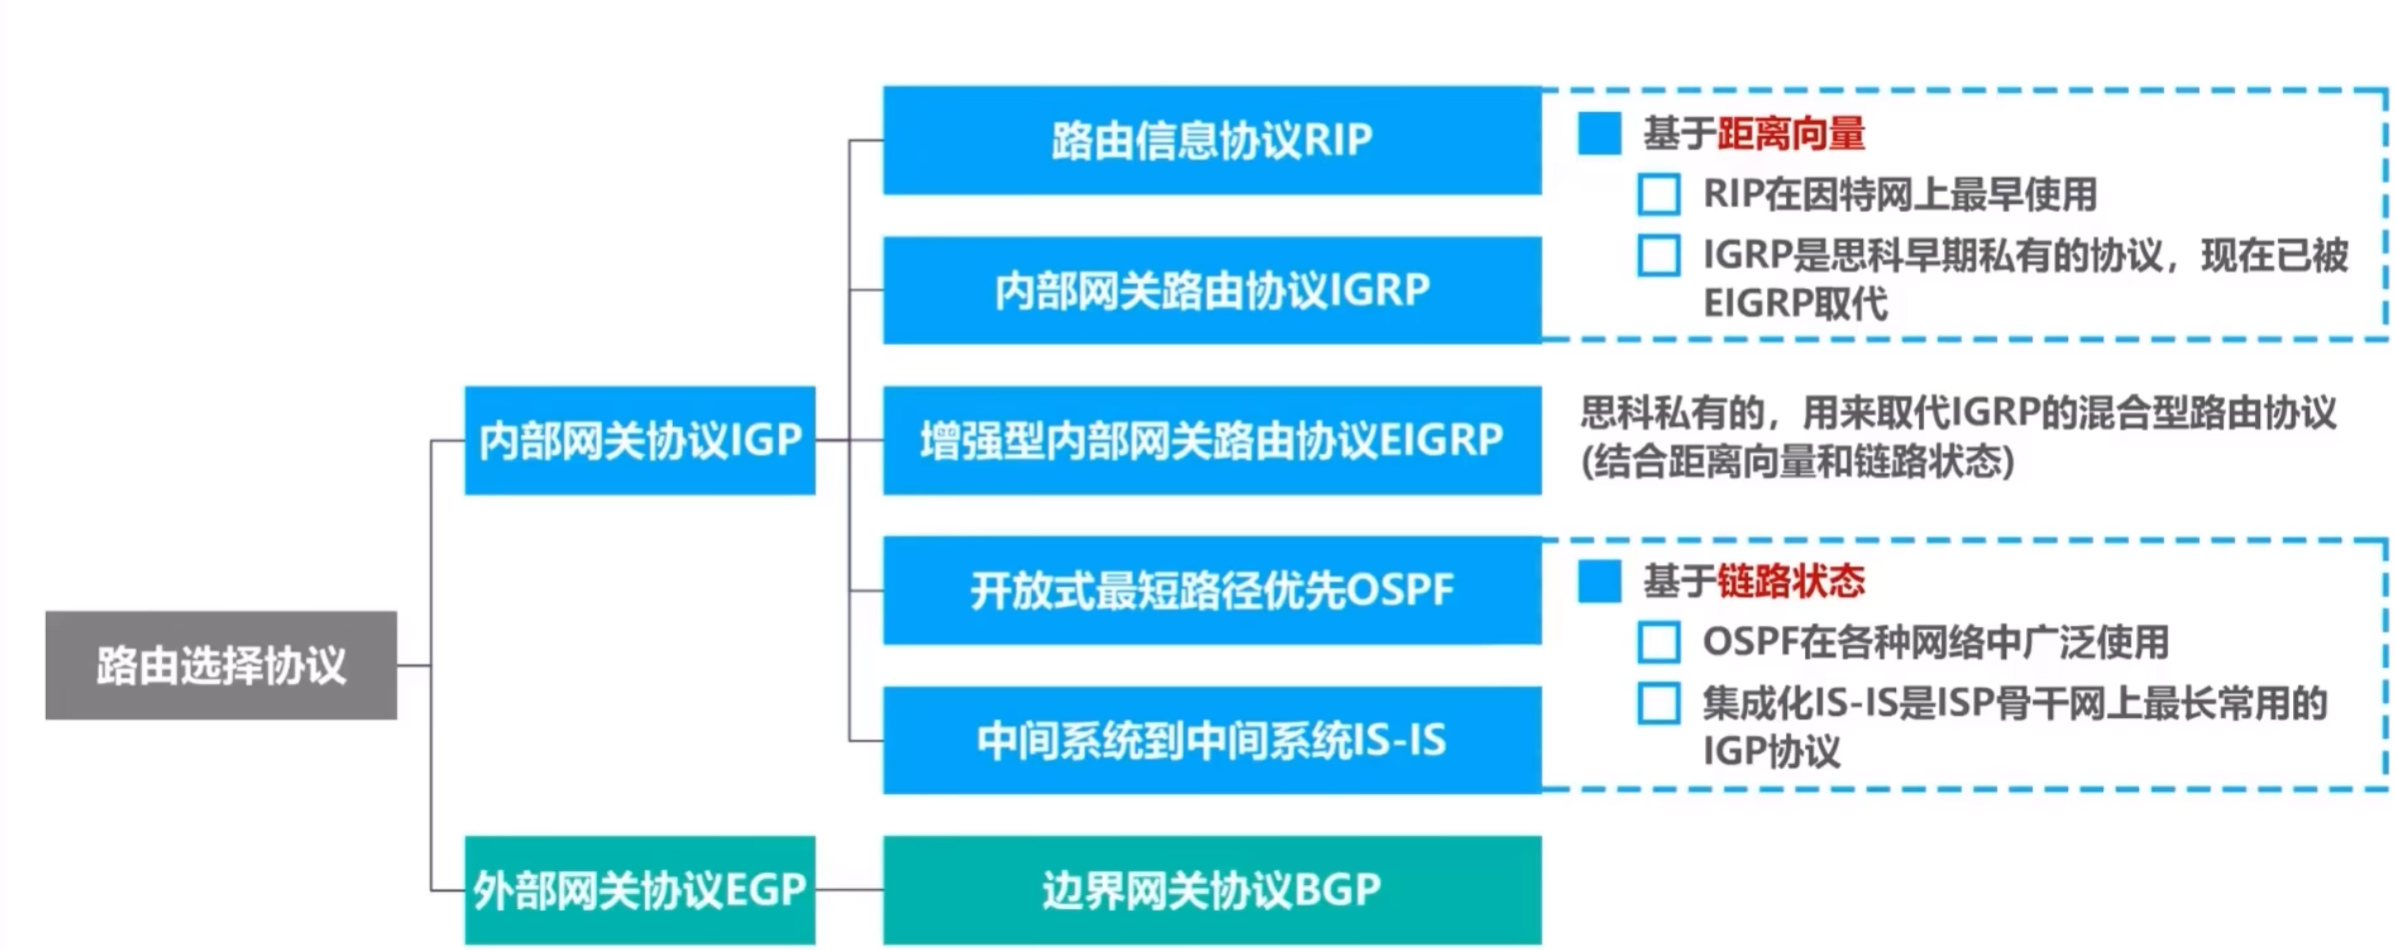 路由信息协议RIP
基于距离向量
RIP在因特网上最早使用
IGRP是思科早期私有的协议，现在已被
EIGRP取代
内部网关路由协议IGRP
内部网关协议IGP
增强型内部网关路由协议EIGRP
思科私有的，用来取代IGRP的混合型路由协议
(结合距离向量和链路状态)
开放式最短路径优先OSPF
基于链路状态
OSPF在各种网络中广泛使用
集成化IS-IS是ISP骨干网上最长常用的
IGP协议
路由选择协议
中间系统到中间系统IS-IS
外部网关协议EGP
边界网关协议BGP